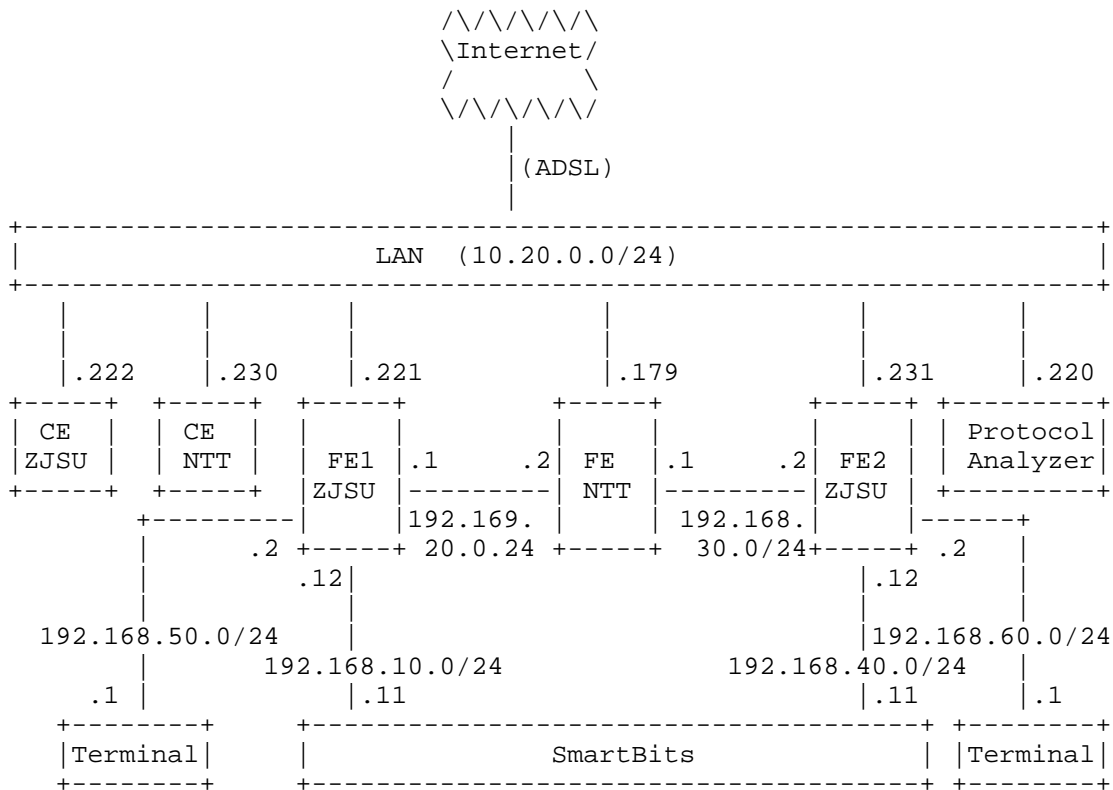 Internet
(ADSL)
LAN (10.20.0.0/24)
.222 .230 .221 .179 .231 .220
CE CE Protocol
ZJSU NTT FE1 .1 .2 FE .1 .2 FE2 Analyzer
ZJSU NTT ZJSU
192.169. 192.168.
.2 20.0.24 30.0/24 .2
.12 .12
192.168.50.0/24 192.168.60.0/24
192.168.10.0/24 192.168.40.0/24
.1 .11 .11 .1
Terminal SmartBits Terminal